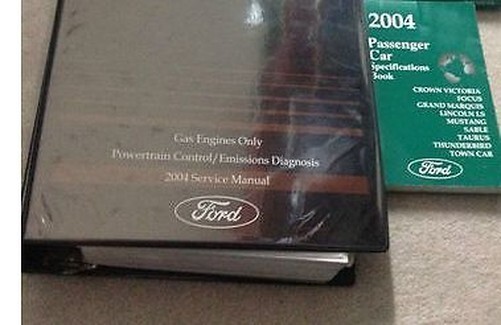 Gas Engines Only
Powertrain Control/Emissions Diagnosis
2004 Service Manual
Ford
2004
Passenger
Car
Specifications
Book
CROWN VICTORIA
FOCUS
GRAND MARQUIS
LINCOLN LS
MUSTANG
SABLE
TAURUS
THUNDERBIRD
TOWN CAR
Ford